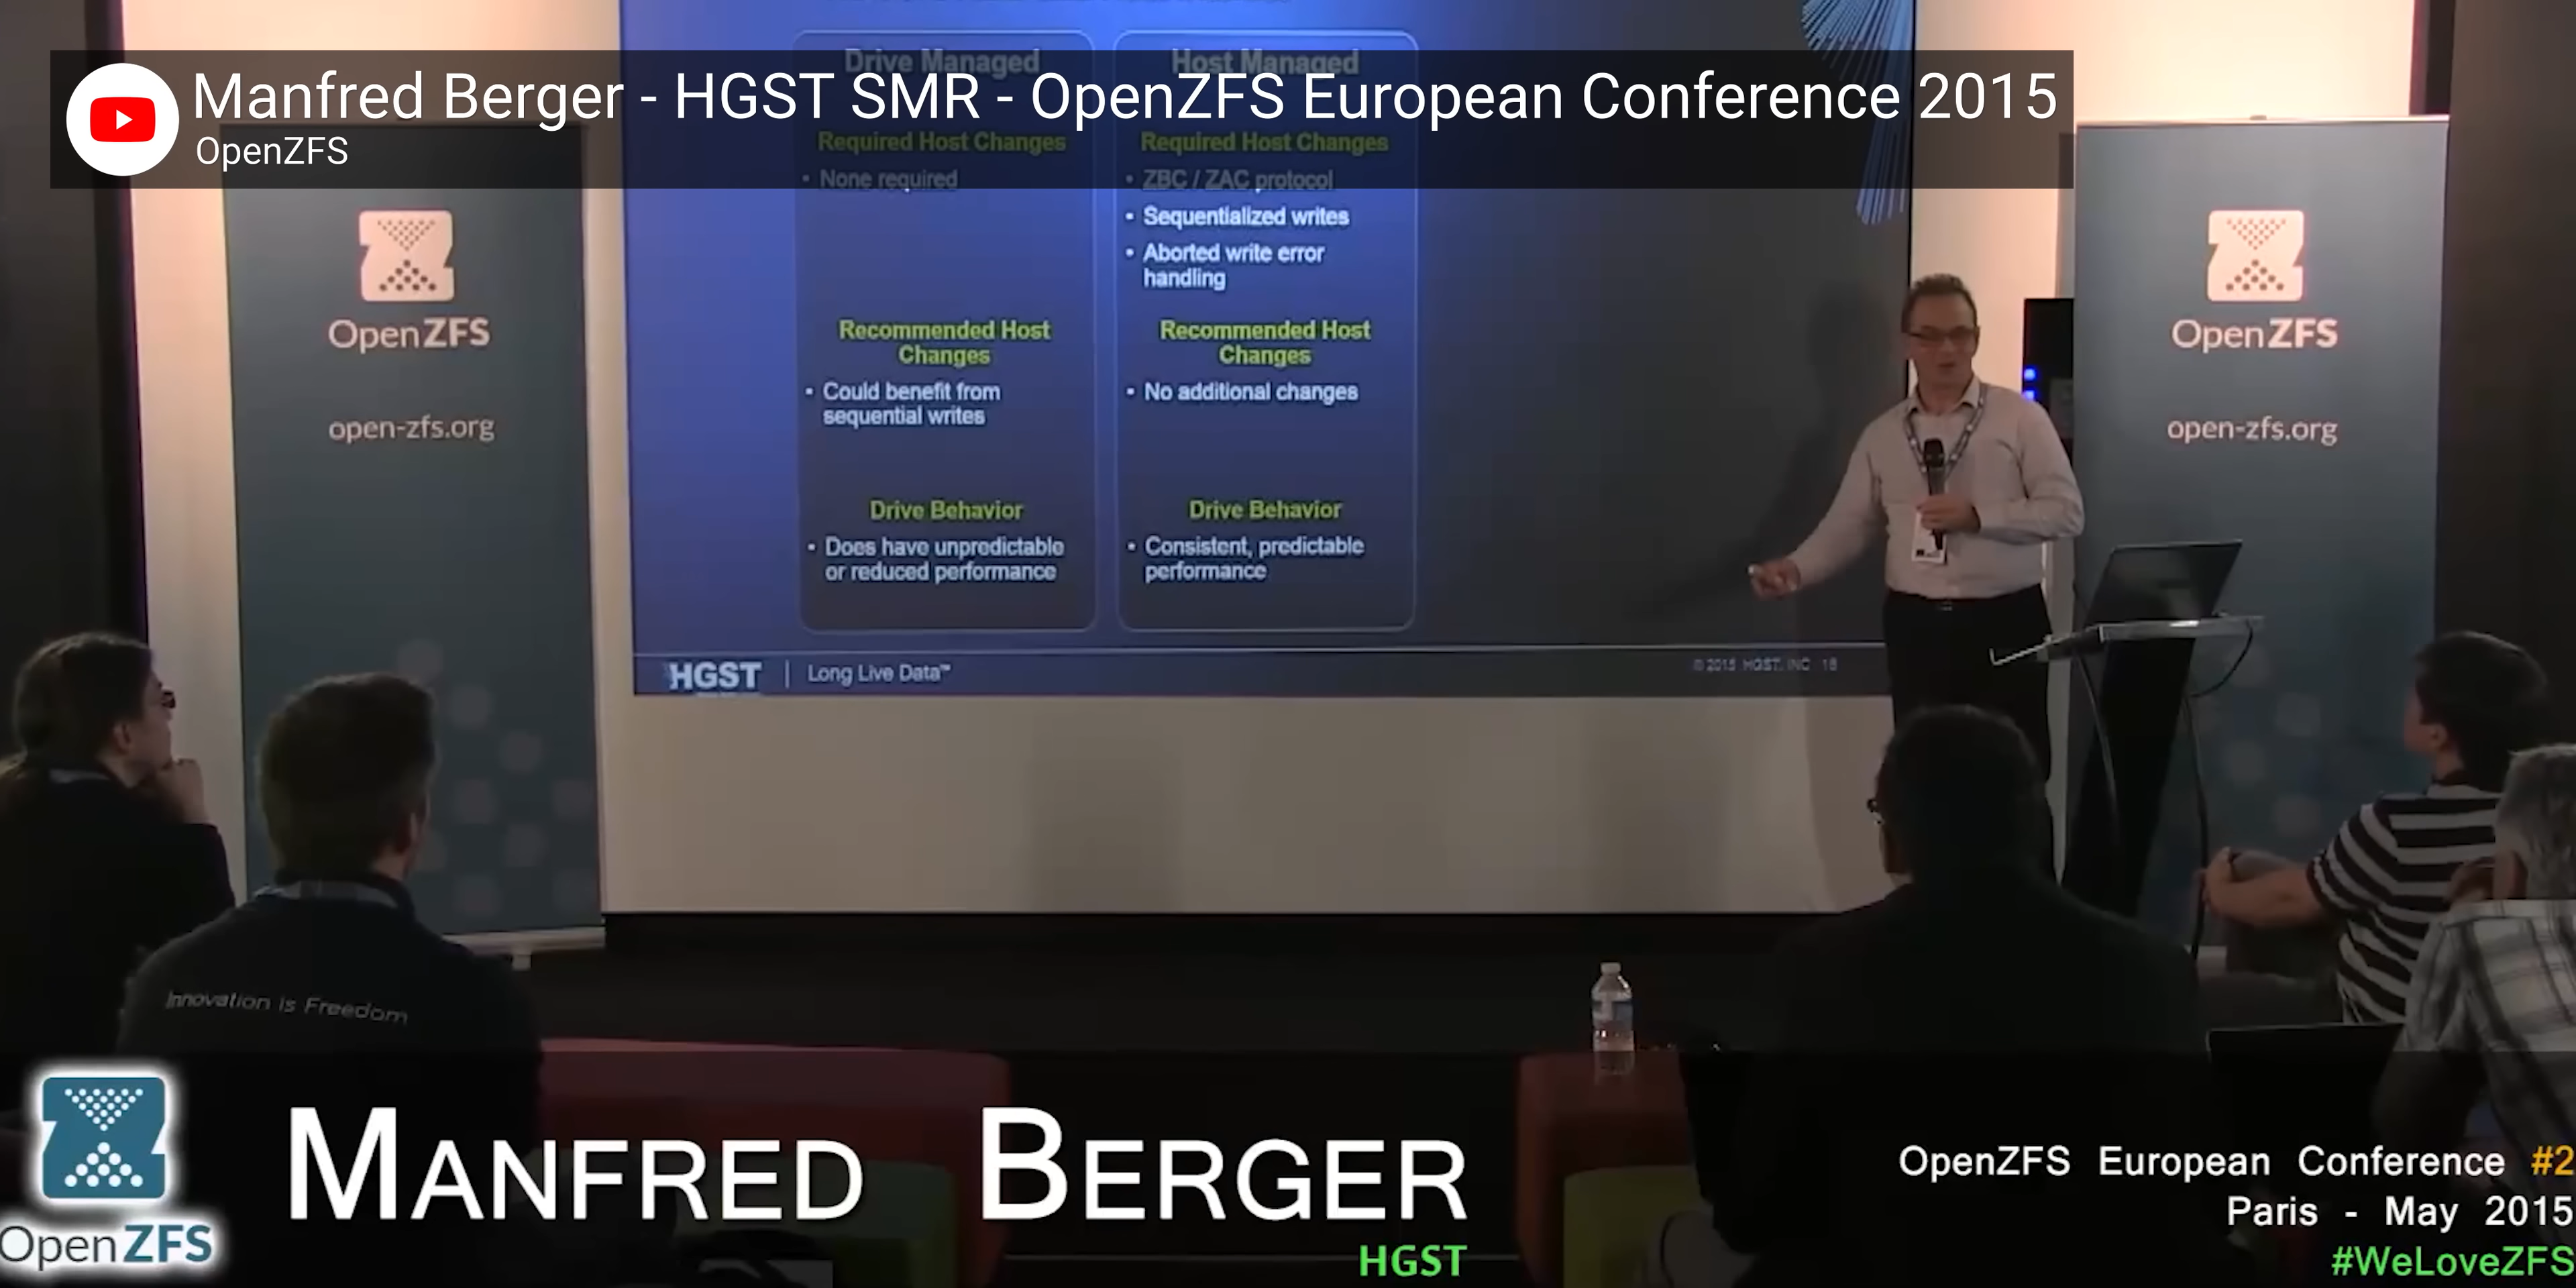 Manfred Berger - HGST SMR - OpenZFS European Conference 2015
OpenZFS
Drive Managed
Required Host Changes
• None required
Recommended Host
Changes
• Could benefit from
sequential writes
Drive Behavior
• Does have unpredictable
or reduced performance
Host Managed
Required Host Changes
• ZBC / ZAC protocol
• Sequentialized writes
• Aborted write error
handling
Recommended Host
Changes
• No additional changes
Drive Behavior
• Consistent, predictable
performance
HGST | Long Live Data™
© 2015 HGST, INC
OpenZFS
open-zfs.org
OpenZFS
open-zfs.org
Innovation is Freedom
OpenZFS
MANFRED BERGER
HGST
OpenZFS European Conference #2
Paris - May 2015
#WeLoveZFS